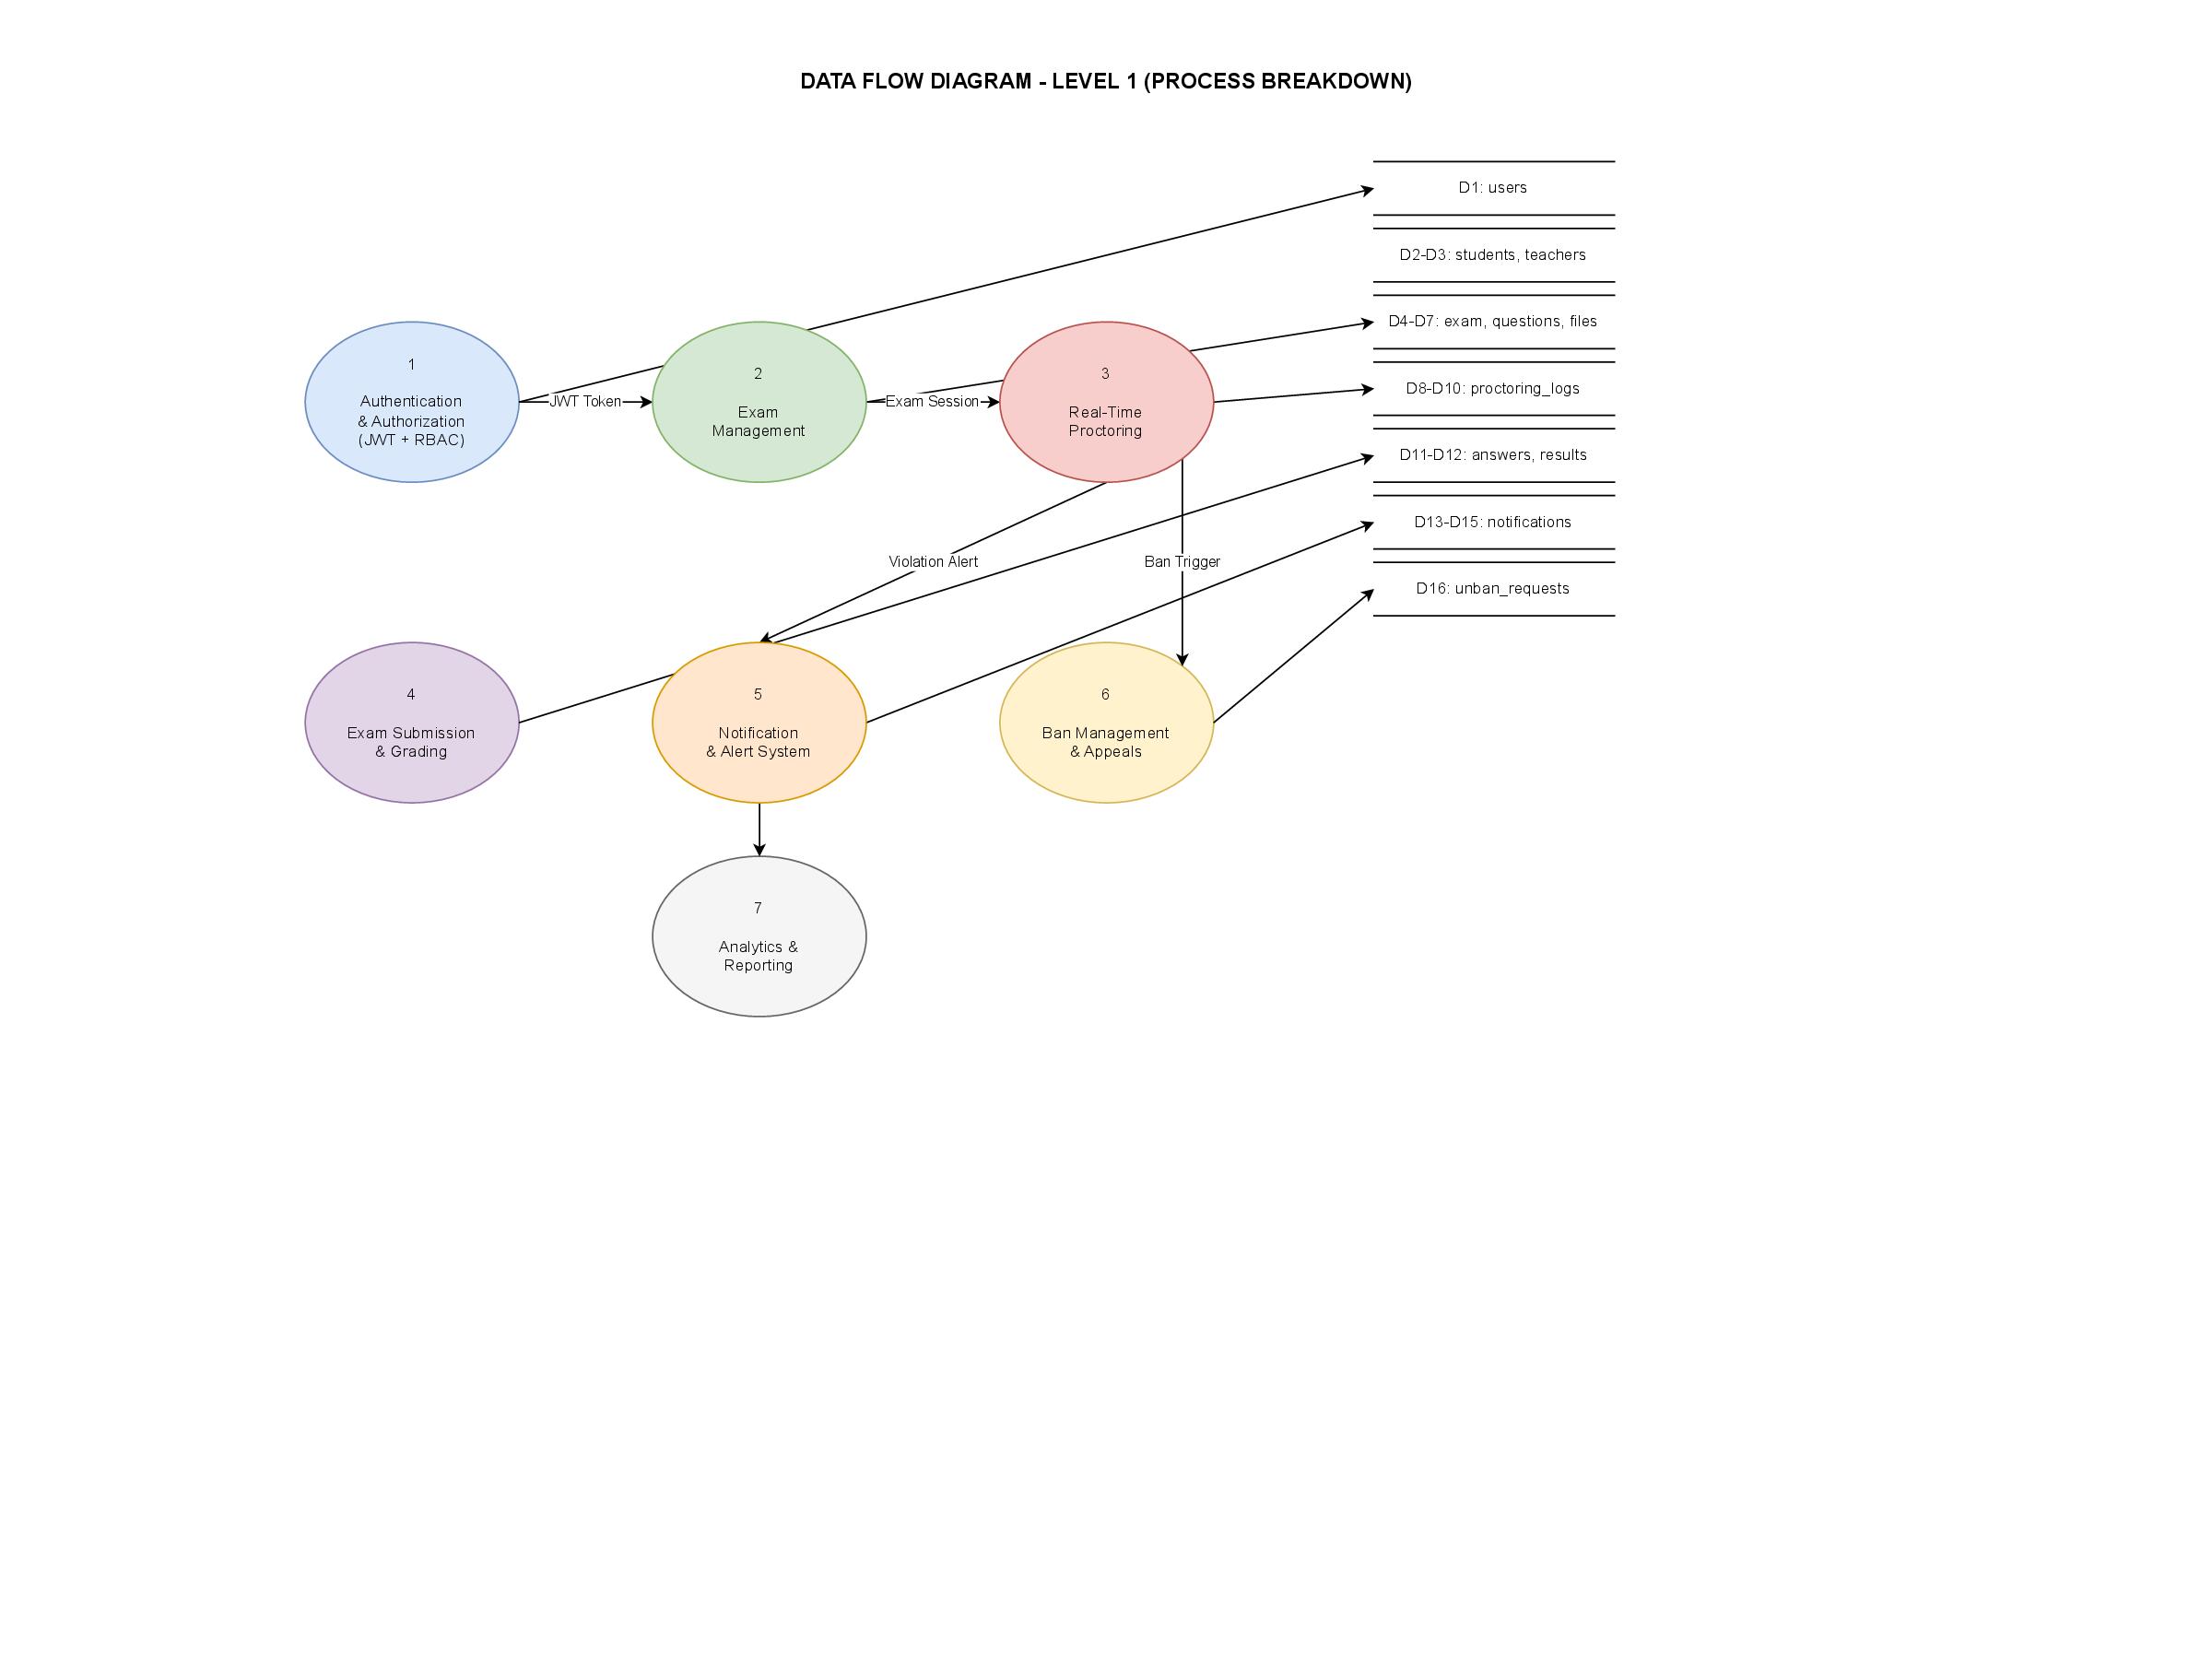 DATA FLOW DIAGRAM - LEVEL 1 (PROCESS BREAKDOWN)
D1: users
D2-D3: students, teachers
D4-D7: exam, questions, files
D8-D10: proctoring_logs
D11-D12: answers, results
D13-D15: notifications
D16: unban_requests
1
Authentication
& Authorization
(JWT + RBAC)
JWT Token
2
Exam
Management
Exam Session
3
Real-Time
Proctoring
Violation Alert
Ban Trigger
4
Exam Submission
& Grading
5
Notification
& Alert System
6
Ban Management
& Appeals
7
Analytics &
Reporting